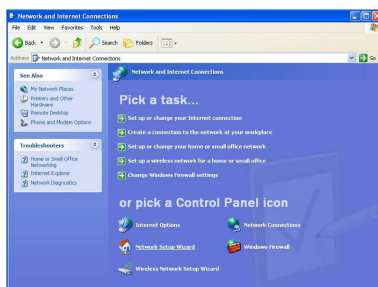 Network and Internet Connections
File Edit View Favorites Tools Help
Back Search Folders
Address Network and Internet Connections Go
See Also
My Network Places
Printers and Other
Hardware
Remote Desktop
Phone and Modem Options
Troubleshooters
Home or Small Office
Networking
Internet Explorer
Network Diagnostics
Network and Internet Connections
Pick a task...
Set up or change your Internet connection
Create a connection to the network at your workplace
Set up or change your home or small office network
Set up a wireless network for a home or small office
Change Windows Firewall settings
or pick a Control Panel icon
Internet Options Network Connections
Network Setup Wizard Windows Firewall
Wireless Network Setup Wizard